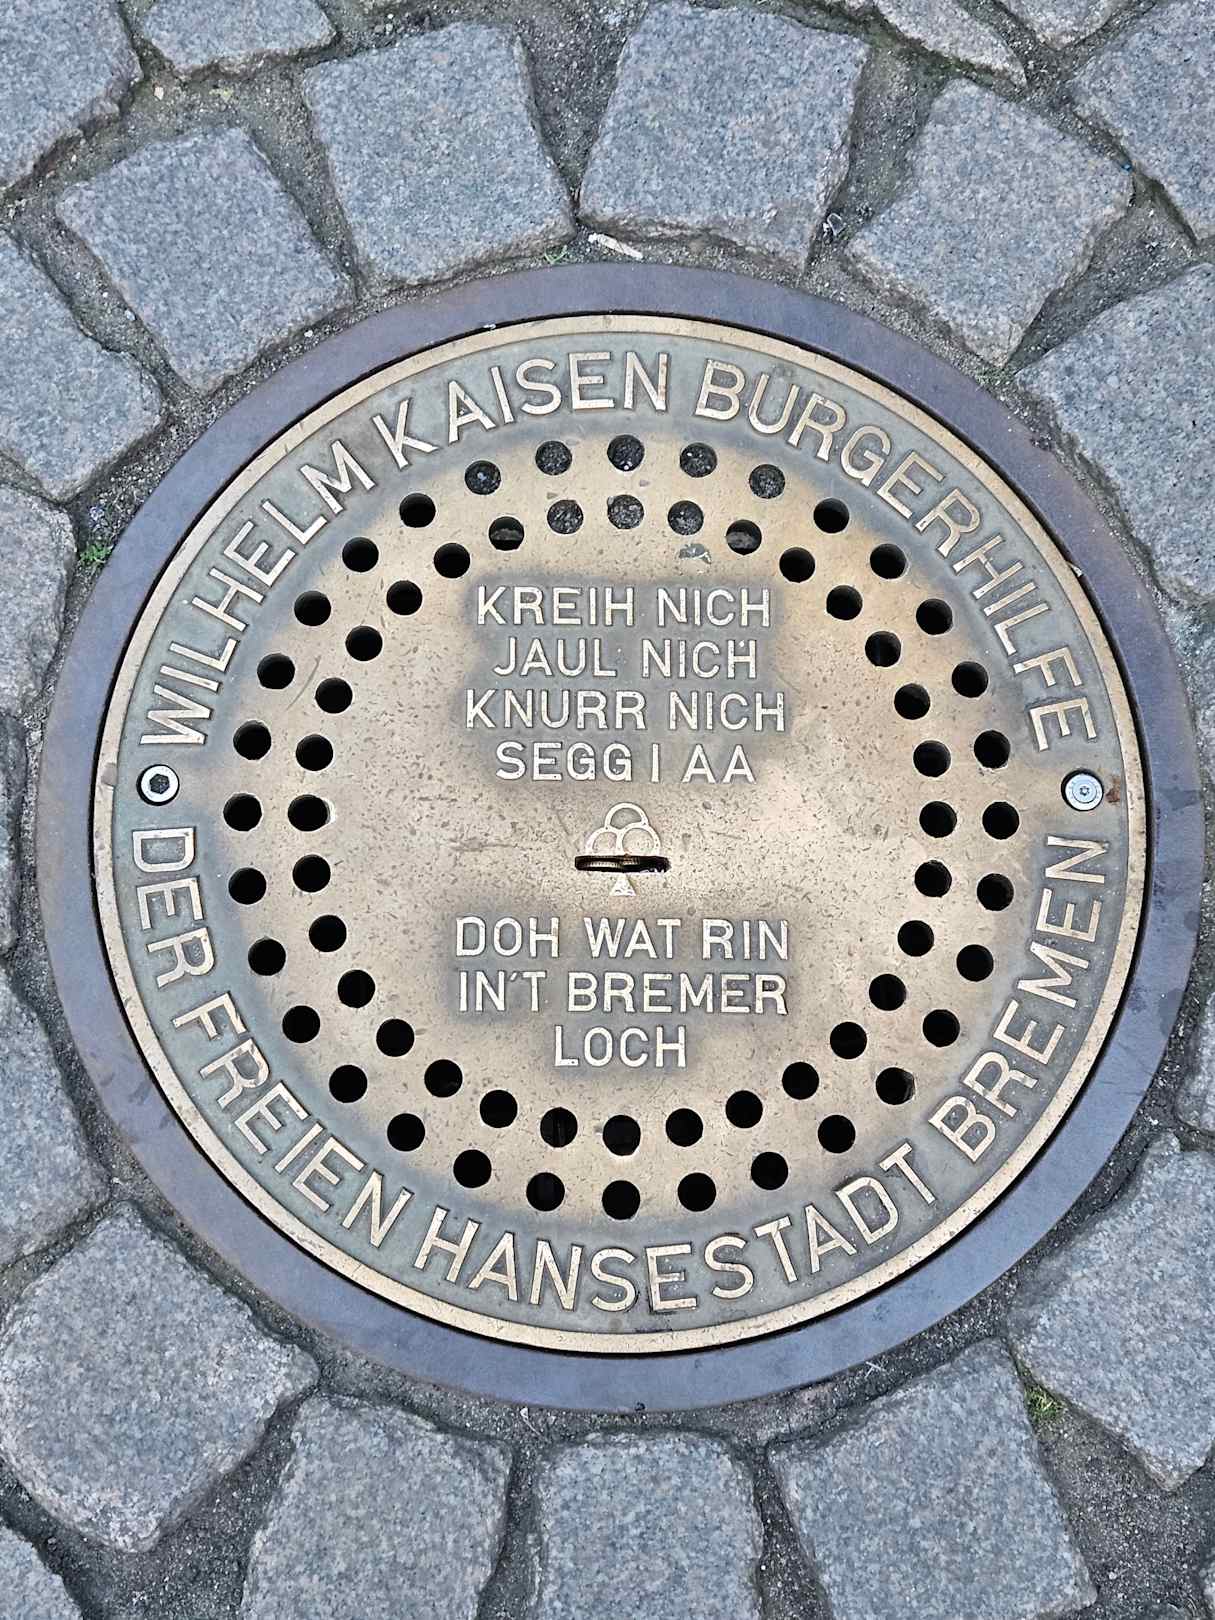 WILHELM KAISEN BÜRGERHILFE
KREIH NICH
JAUL NICH
KNURR NICH
SEGG I AA
DOH WAT RIN
IN'T BREMER
LOCH
DER FREIEN HANSESTADT BREMEN